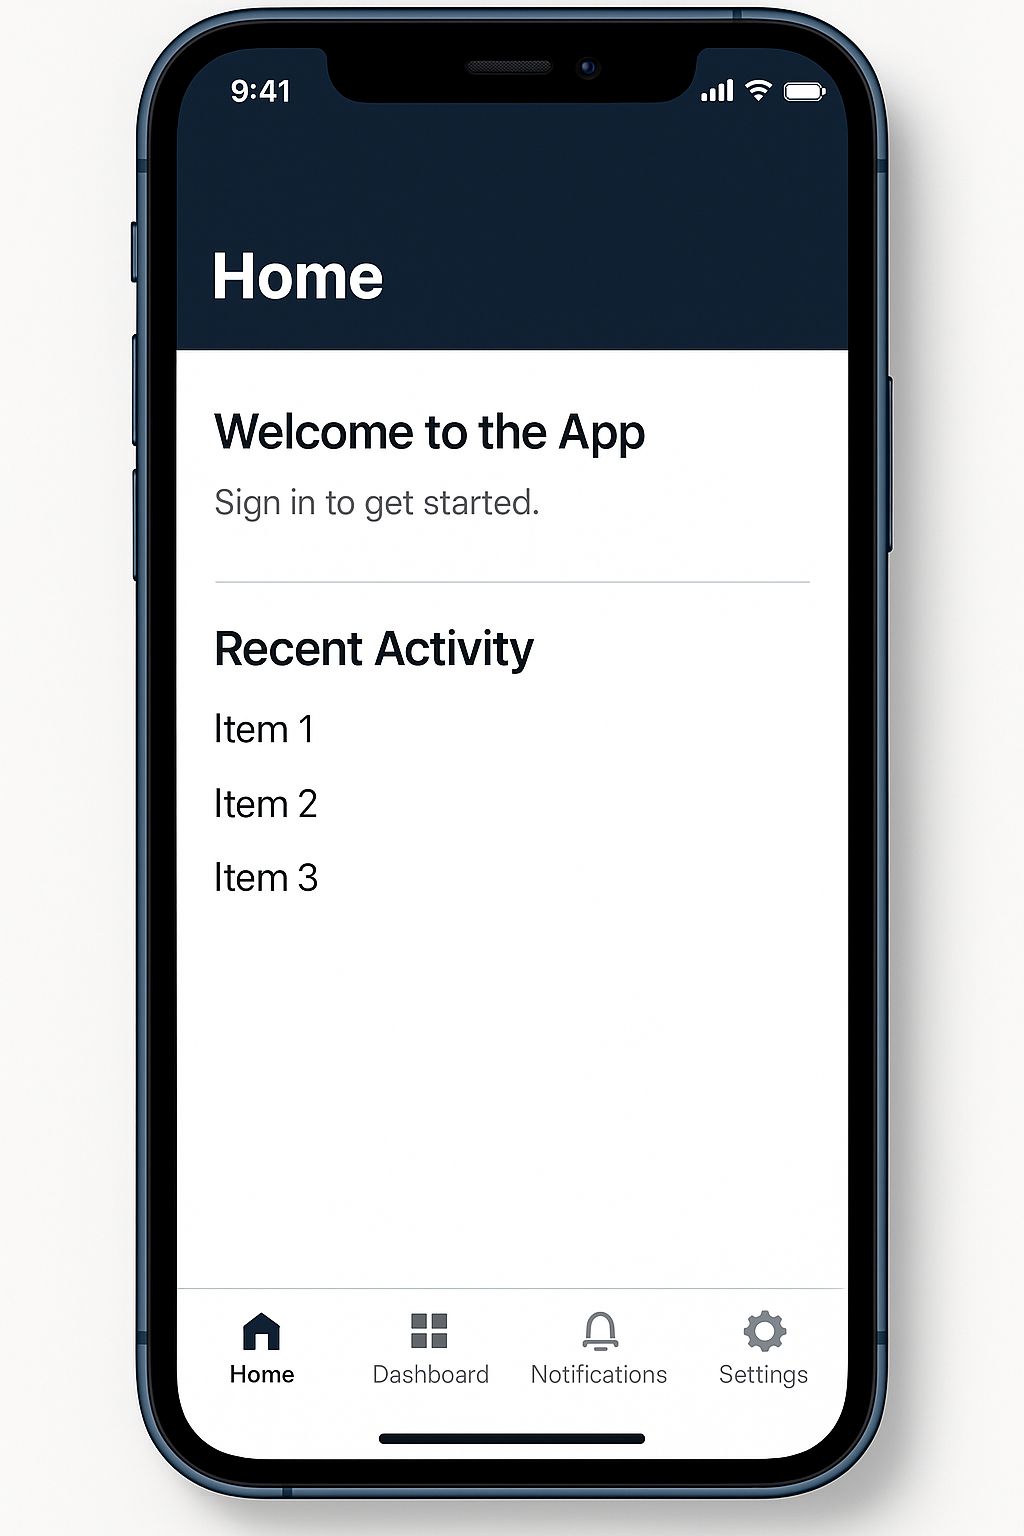 9:41
Home
Welcome to the App
Sign in to get started.
Recent Activity
Item 1
Item 2
Item 3
Home Dashboard Notifications Settings